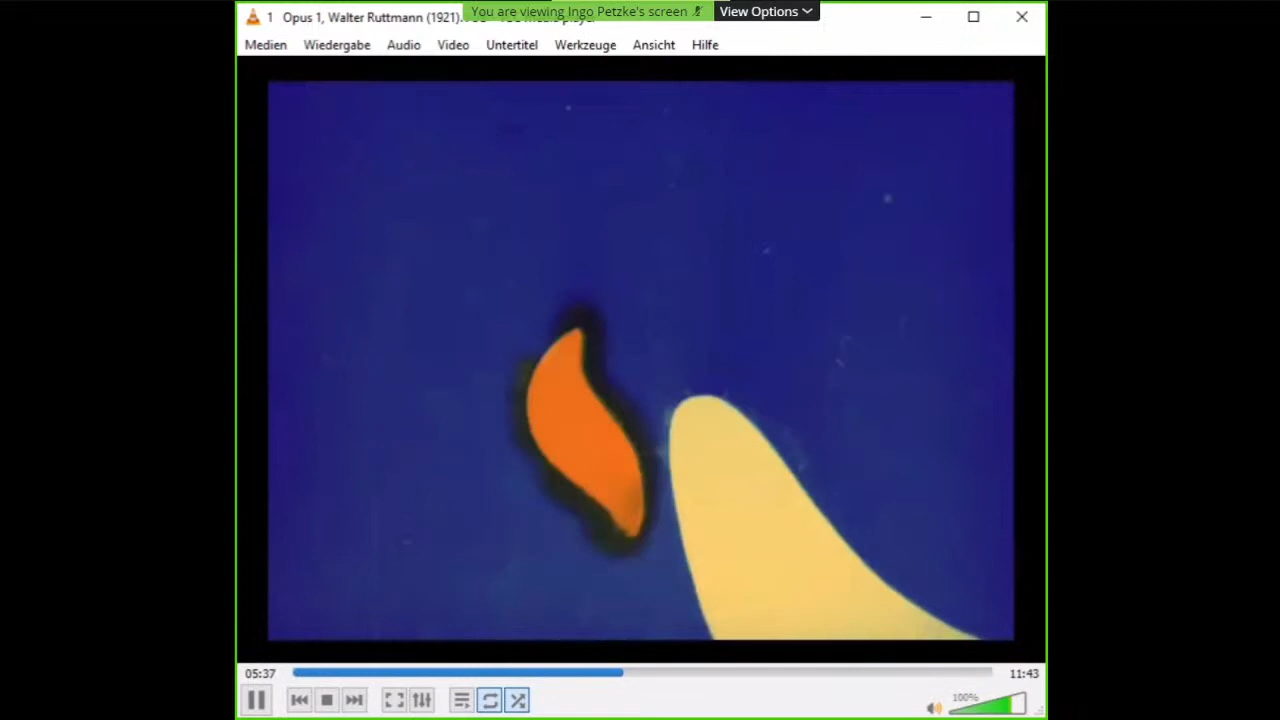 1 Opus 1, Walter Ruttmann (1921).
You are viewing Ingo Petzke's screen
View Options
Medien Wiedergabe Audio Video Untertitel Werkzeuge Ansicht Hilfe
05:37
11:43
100%